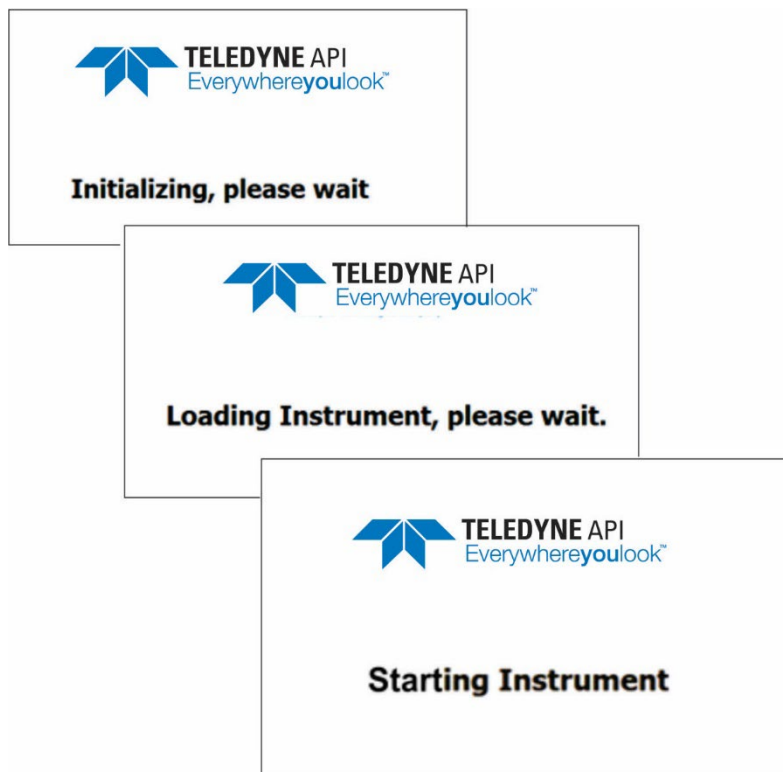 TELEDYNE API
Everywhereyoulook™
Initializing, please wait
TELEDYNE API
Everywhereyoulook™
Loading Instrument, please wait.
TELEDYNE API
Everywhereyoulook™
Starting Instrument